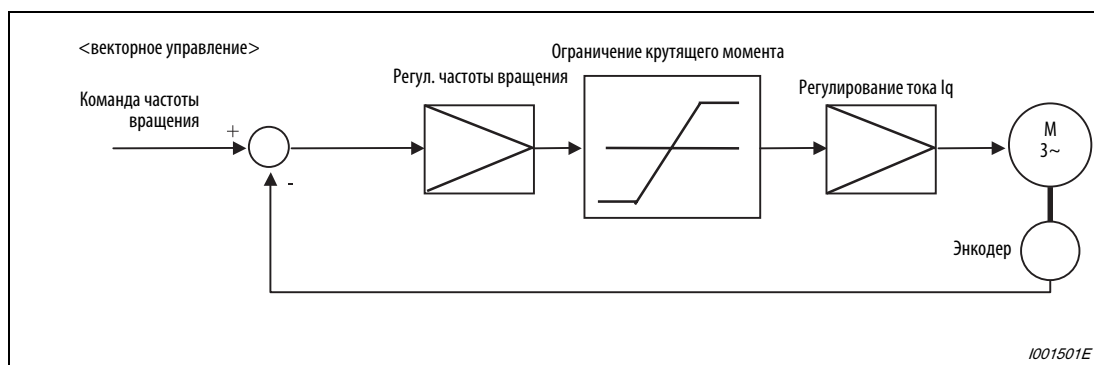 <векторное управление>
Ограничение крутящего момента
Регул. частоты вращения
Регулирование тока Iq
Команда частоты
вращения
+
-
M
3~
Энкодер
I001501E